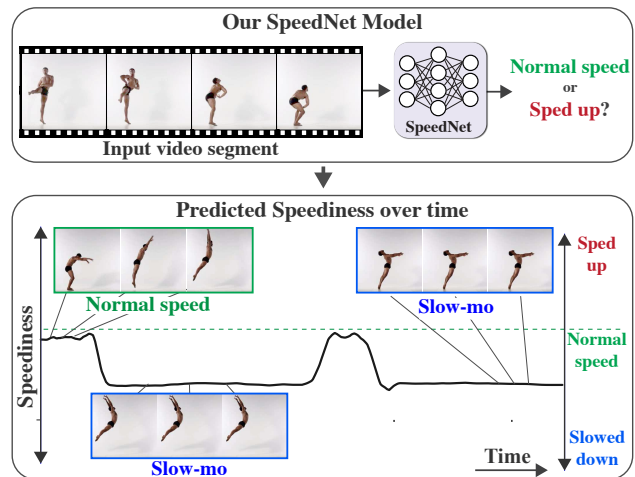 Our SpeedNet Model
Normal speed
or
Sped up?
SpeedNet
Input video segment
Predicted Speediness over time
Sped
up
Normal speed
Slow-mo
Speediness
Normal
speed
Slow-mo
Time
Slowed
down